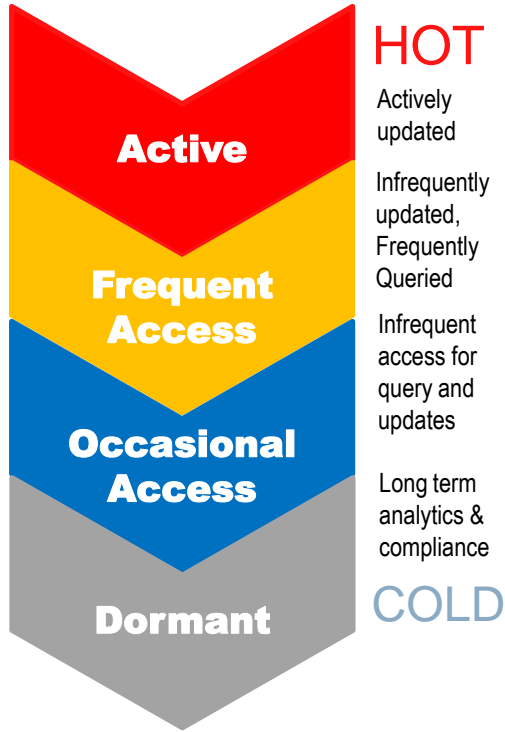 HOT
Actively
updated
Active
Infrequently
updated,
Frequently
Queried
Frequent
Access
Infrequent
access for
query and
updates
Occasional
Access
Long term
analytics &
compliance
Dormant
COLD